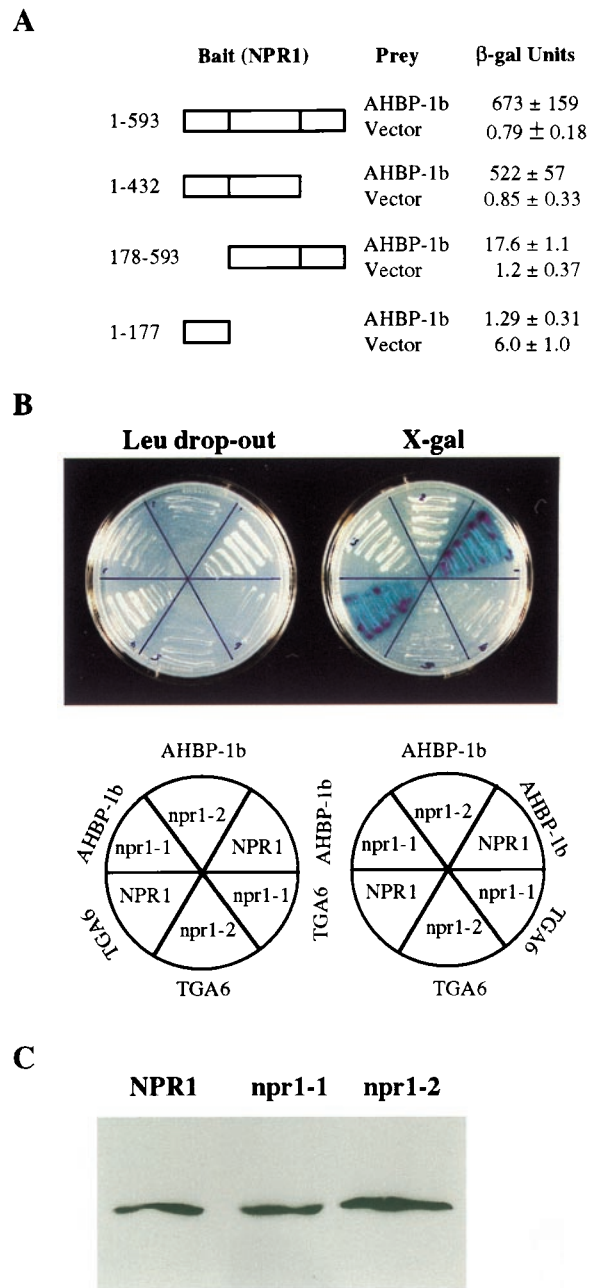 A
Bait (NPR1) Prey β-gal Units
1-593 AHBP-1b 673 ± 159
Vector 0.79 ± 0.18
1-432 AHBP-1b 522 ± 57
Vector 0.85 ± 0.33
178-593 AHBP-1b 17.6 ± 1.1
Vector 1.2 ± 0.37
1-177 AHBP-1b 1.29 ± 0.31
Vector 6.0 ± 1.0
B
Leu drop-out X-gal
AHBP-1b
AHBP-1b
AHBP-1b
npr1-2
npr1-1
NPR1
NPR1
npr1-1
npr1-2
TGA6
TGA6
TGA6
AHBP-1b
AHBP-1b
npr1-2
npr1-1
NPR1
NPR1
npr1-1
npr1-2
TGA6
TGA6
C
NPR1 npr1-1 npr1-2